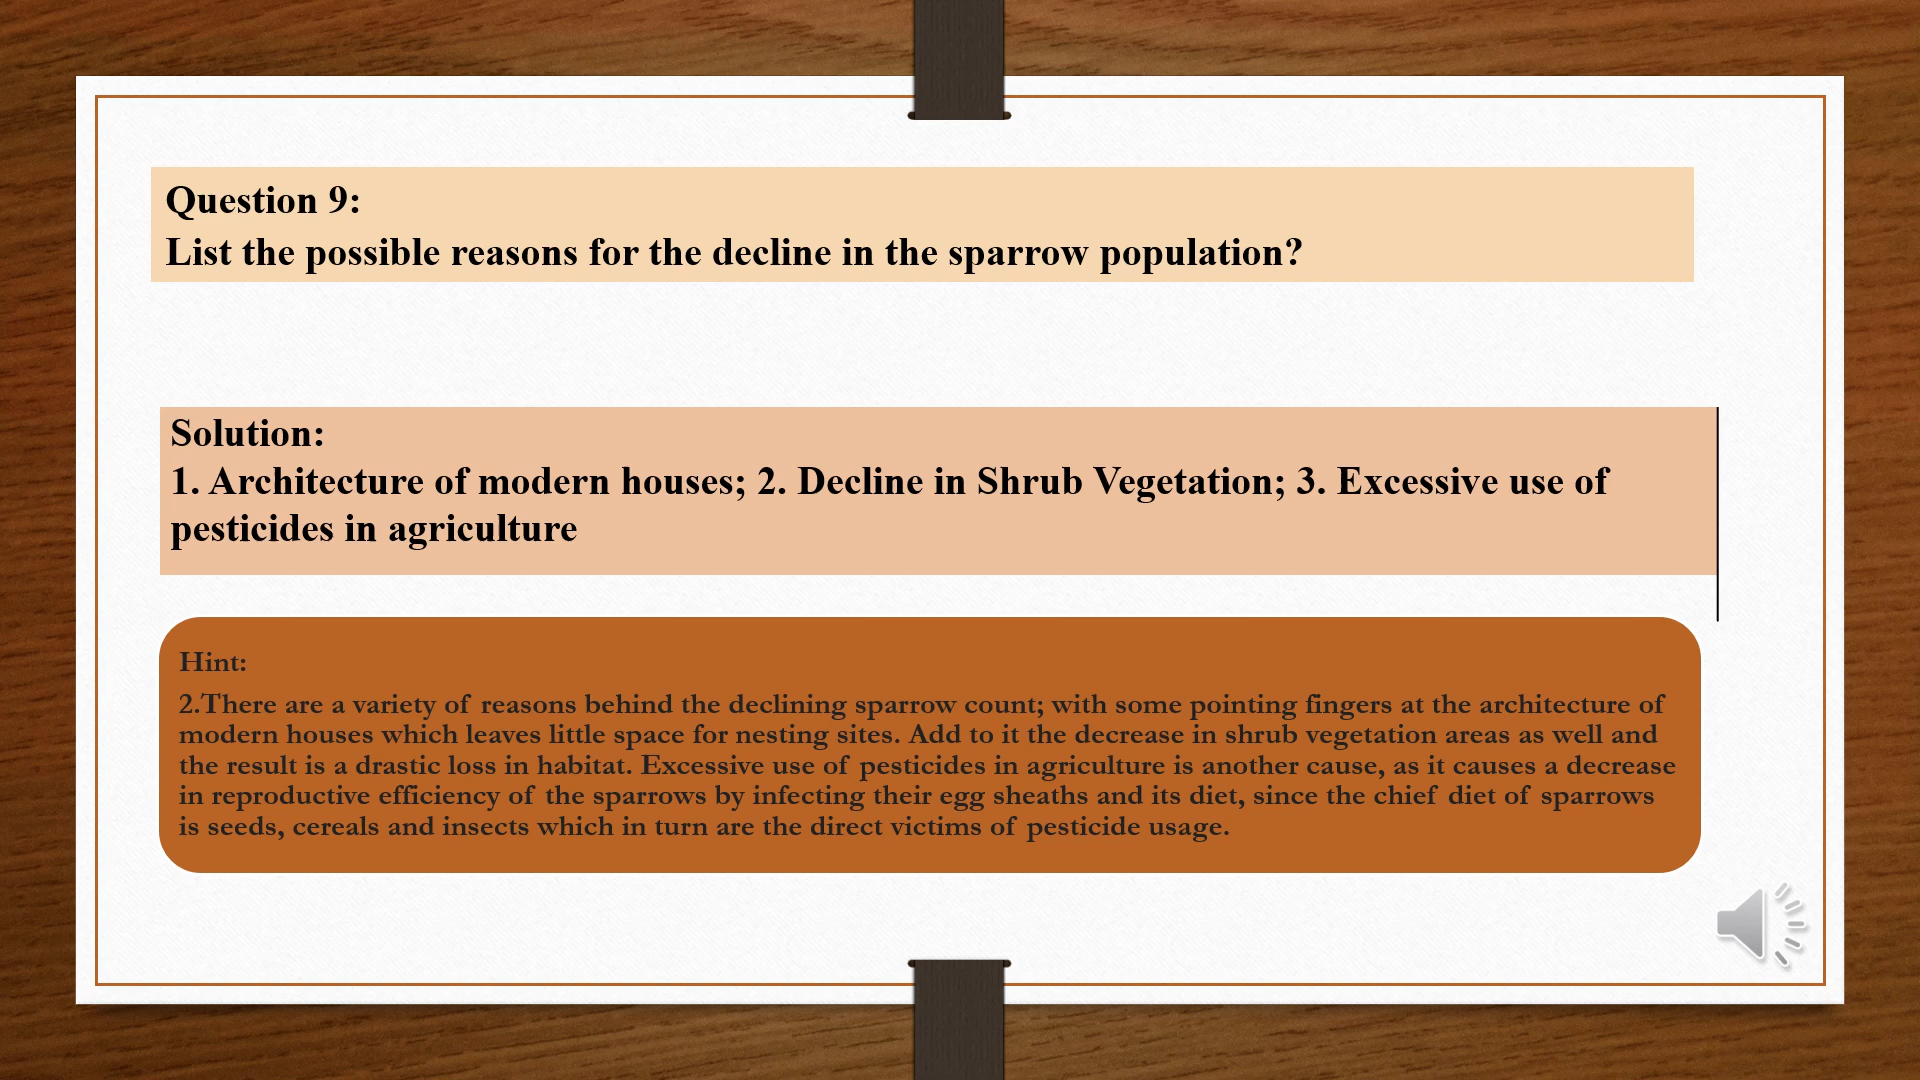 Question 9:
List the possible reasons for the decline in the sparrow population?
Solution:
1. Architecture of modern houses; 2. Decline in Shrub Vegetation; 3. Excessive use of
pesticides in agriculture
Hint:
2.There are a variety of reasons behind the declining sparrow count; with some pointing fingers at the architecture of
modern houses which leaves little space for nesting sites. Add to it the decrease in shrub vegetation areas as well and
the result is a drastic loss in habitat. Excessive use of pesticides in agriculture is another cause, as it causes a decrease
in reproductive efficiency of the sparrows by infecting their egg sheaths and its diet, since the chief diet of sparrows
is seeds, cereals and insects which in turn are the direct victims of pesticide usage.